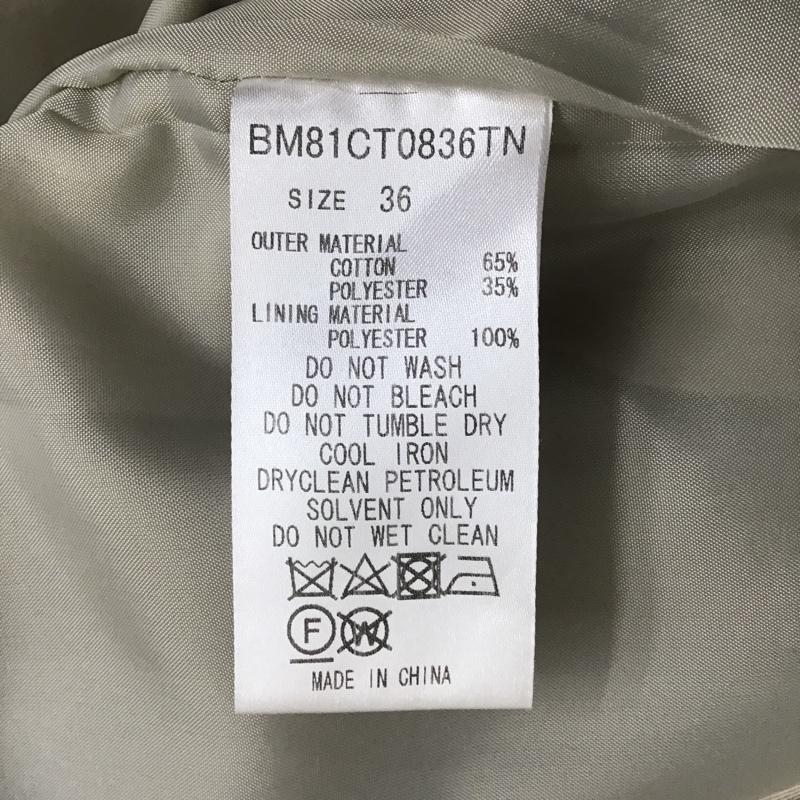 BM81CT0836TN
SIZE 36
OUTER MATERIAL
COTTON 65%
POLYESTER 35%
LINING MATERIAL
POLYESTER 100%
DO NOT WASH
DO NOT BLEACH
DO NOT TUMBLE DRY
COOL IRON
DRYCLEAN PETROLEUM
SOLVENT ONLY
DO NOT WET CLEAN
F W
MADE IN CHINA